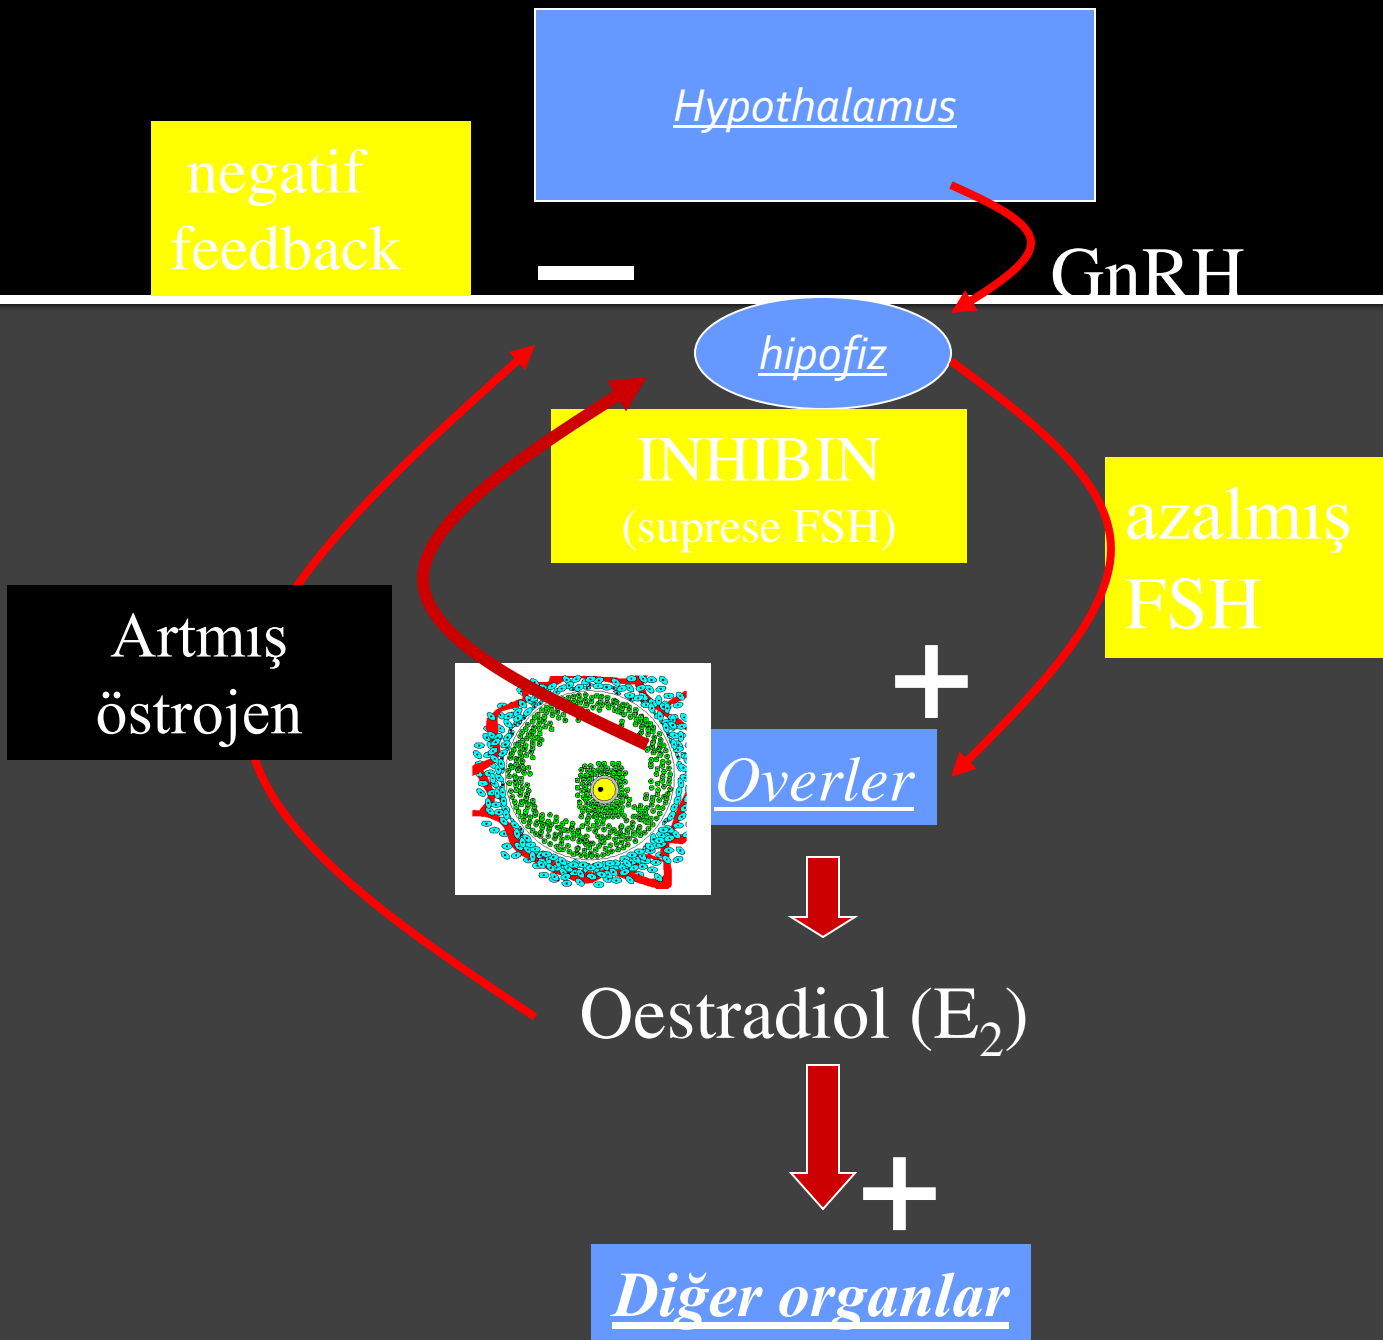 Hypothalamus
negatif
feedback
GnRH
hipofiz
INHIBIN
(suprese FSH)
azalmış
FSH
Artmış
östrojen
+
Overler
Oestradiol (E₂)
+
Diğer organlar